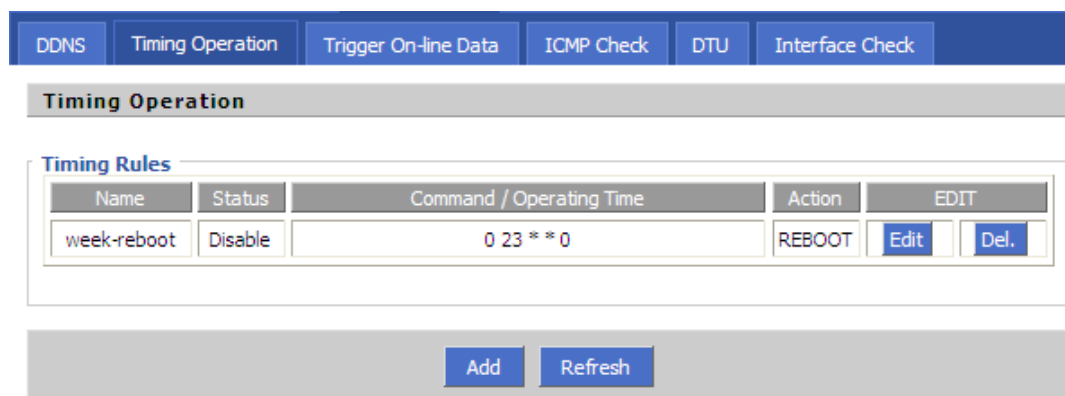 DDNS Timing Operation Trigger On-line Data ICMP Check DTU Interface Check
Timing Operation
Timing Rules
Name Status Command / Operating Time Action EDIT
week-reboot Disable 0 23 * * 0 REBOOT Edit Del.
Add Refresh